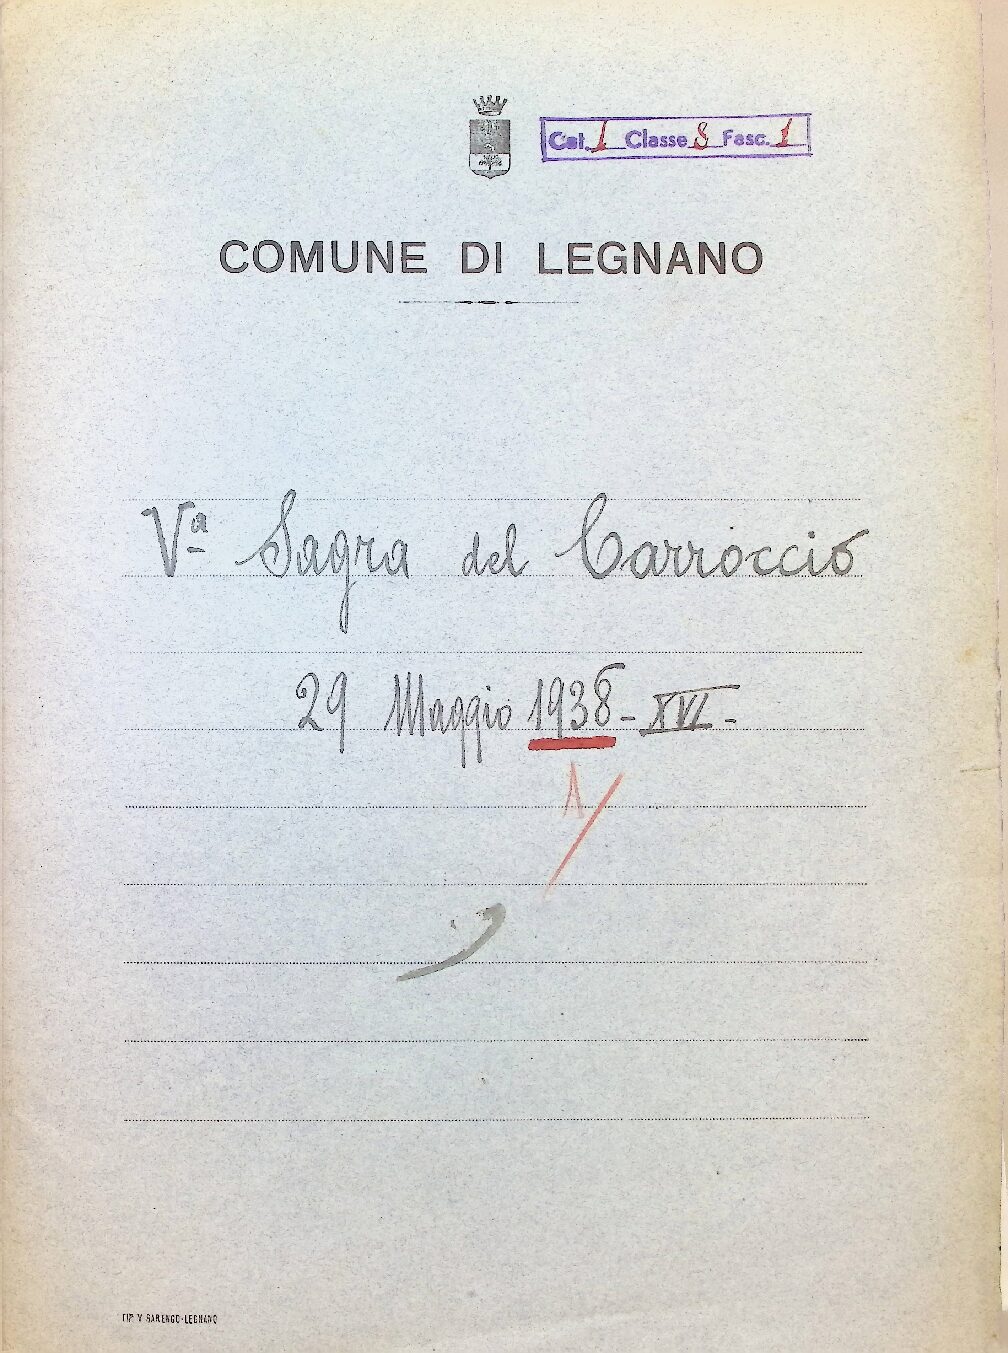 Cat. 1 Classe 8 Fasc. 1
COMUNE DI LEGNANO
Vª Sagra del Carroccio
29 Maggio 1938 - XVI -
A/
TIP. V. SARENGO-LEGNANO